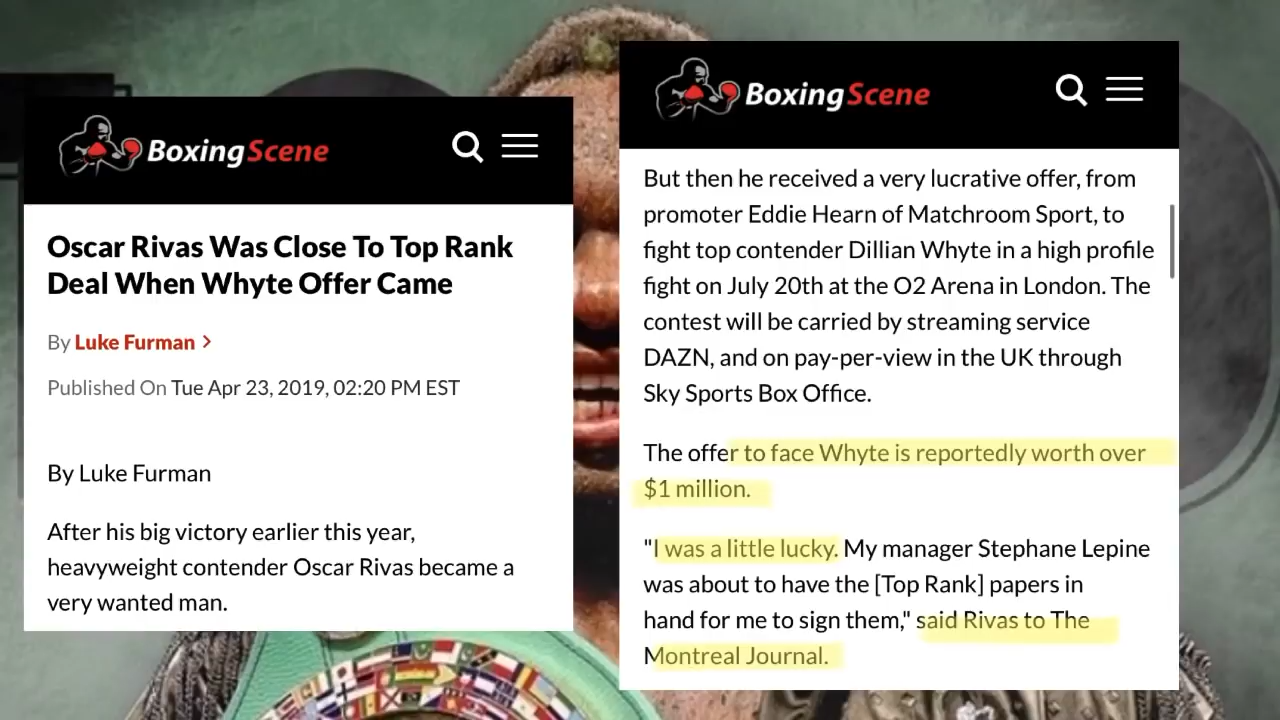 BoxingScene
Oscar Rivas Was Close To Top Rank
Deal When Whyte Offer Came
By Luke Furman >
Published On Tue Apr 23, 2019, 02:20 PM EST
By Luke Furman
After his big victory earlier this year,
heavyweight contender Oscar Rivas became a
very wanted man.
BoxingScene
But then he received a very lucrative offer, from
promoter Eddie Hearn of Matchroom Sport, to
fight top contender Dillian Whyte in a high profile
fight on July 20th at the O2 Arena in London. The
contest will be carried by streaming service
DAZN, and on pay-per-view in the UK through
Sky Sports Box Office.
The offer to face Whyte is reportedly worth over
$1 million.
"I was a little lucky. My manager Stephane Lepine
was about to have the [Top Rank] papers in
hand for me to sign them," said Rivas to The
Montreal Journal.